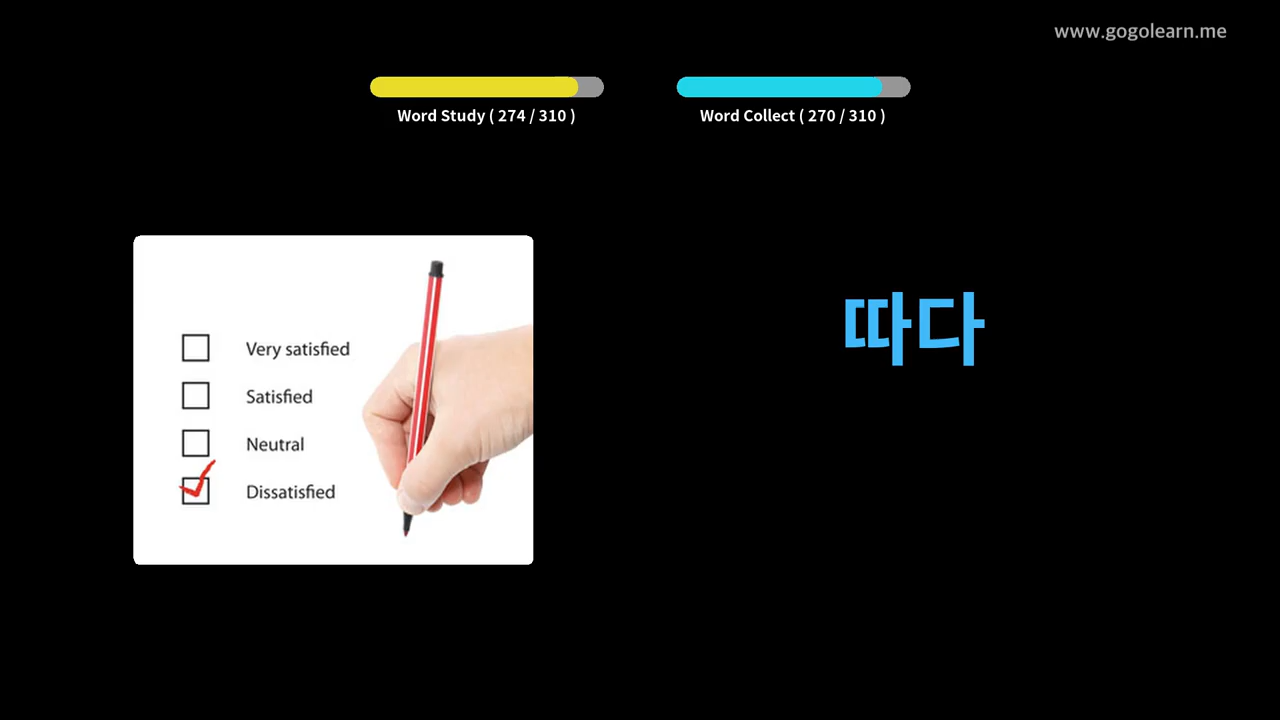 www.gogolearn.me
Word Study ( 274 / 310 )
Word Collect ( 270 / 310 )
따다
Very satisfied
Satisfied
Neutral
Dissatisfied